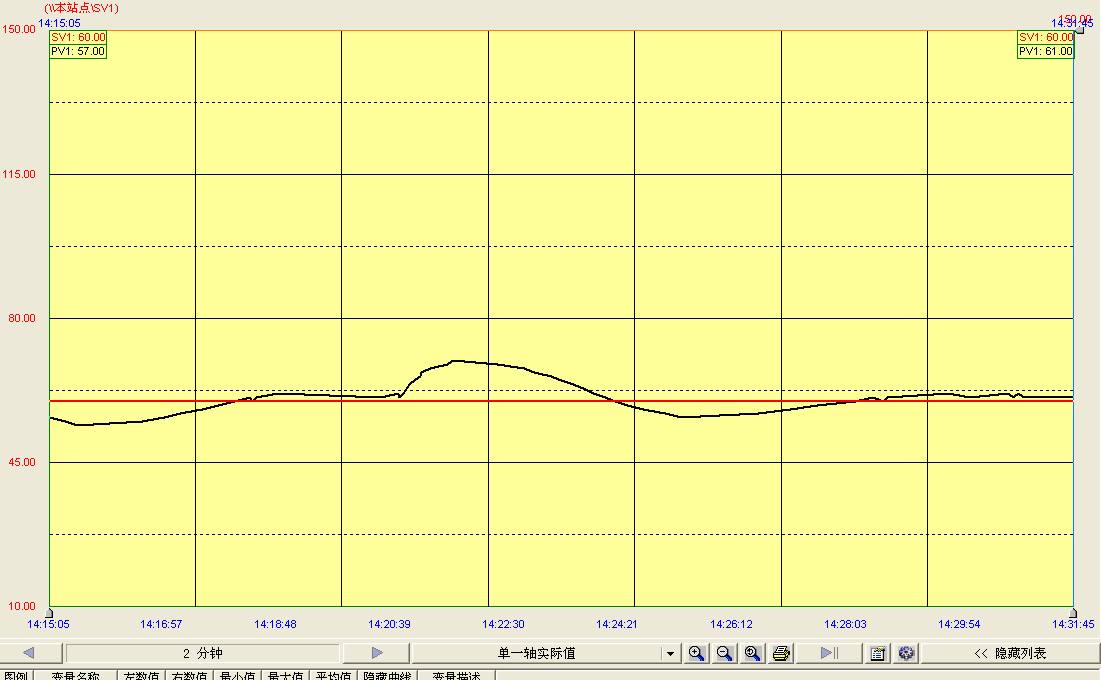 (\\本站点\SV1)
14:15:05
150.00
14:31:45
150.00
SV1: 60.00
PV1: 57.00
SV1: 60.00
PV1: 61.00
115.00
80.00
45.00
10.00
14:15:05 14:16:57 14:18:48 14:20:39 14:22:30 14:24:21 14:26:12 14:28:03 14:29:54 14:31:45
2 分钟 单一轴实际值 << 隐藏列表
图例 变量名称 左数值 右数值 最小值 最大值 平均值 隐藏曲线 变量描述